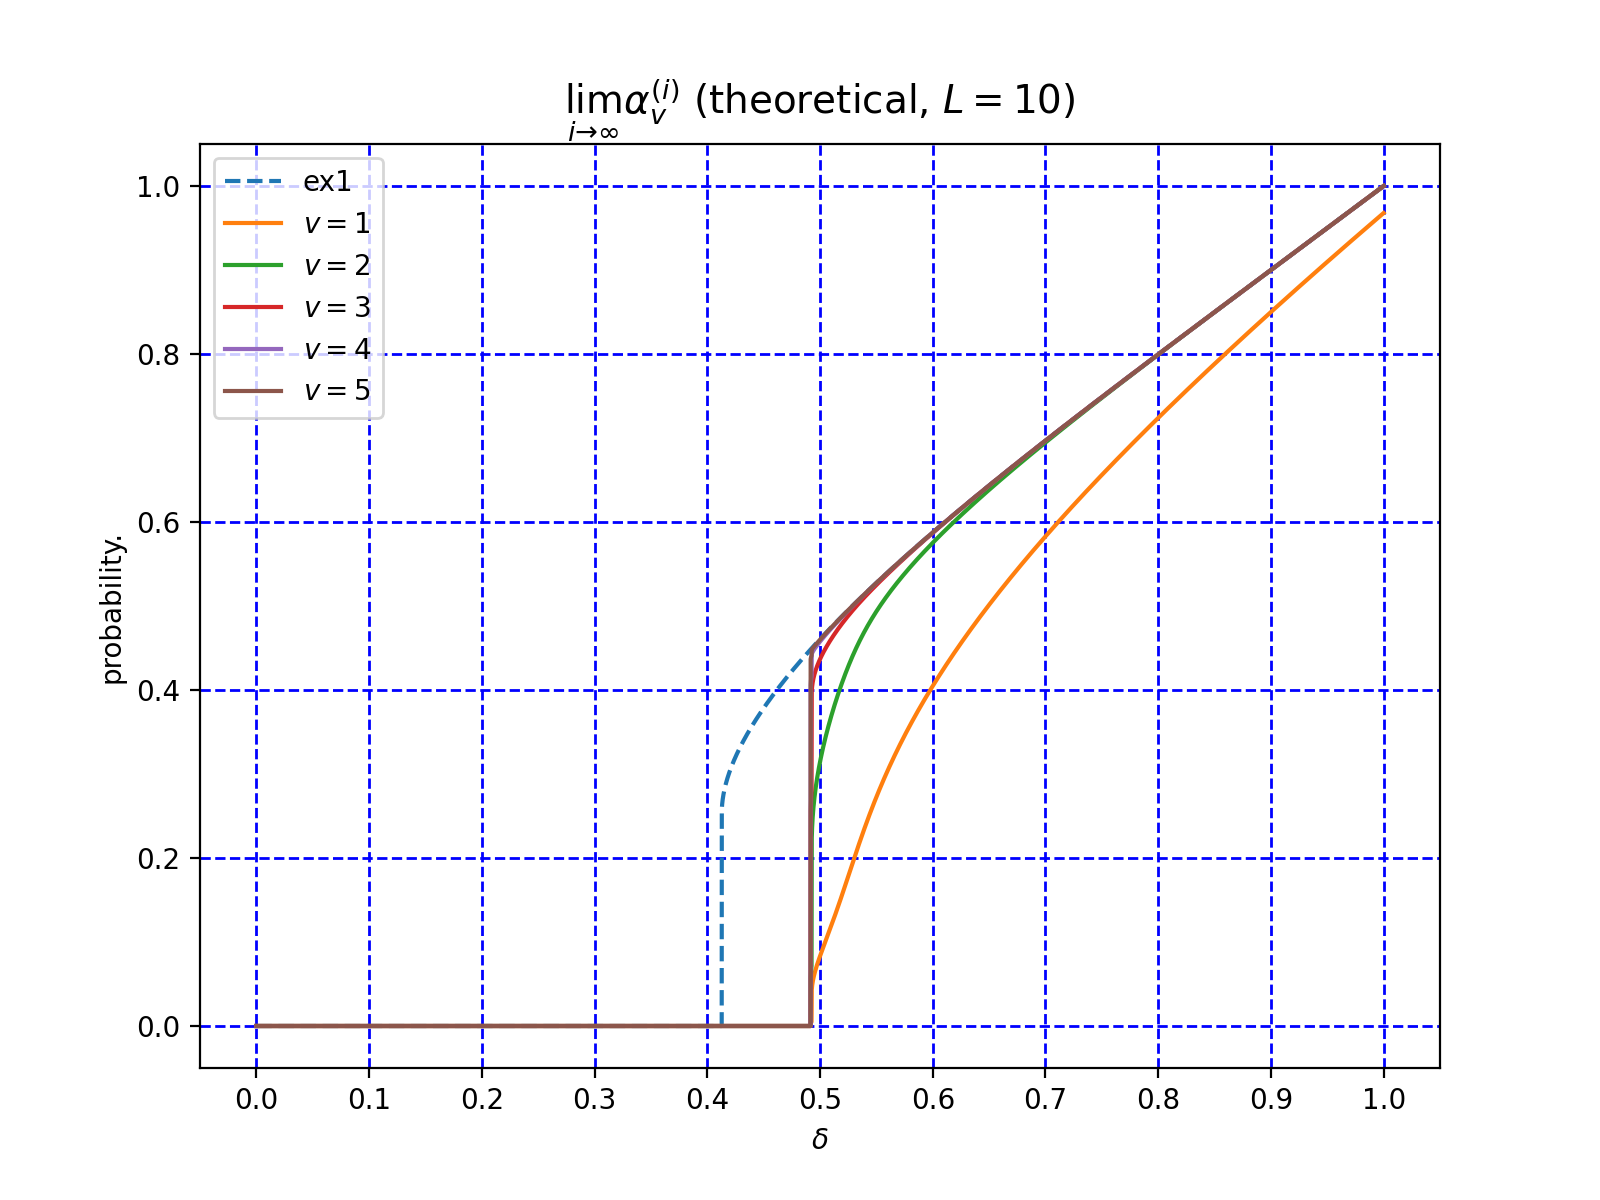 lim α_v^(i) (theoretical, L = 10)
i→∞
ex1
v = 1
v = 2
v = 3
v = 4
v = 5
probability.
1.0
0.8
0.6
0.4
0.2
0.0
0.0 0.1 0.2 0.3 0.4 0.5 0.6 0.7 0.8 0.9 1.0
δ